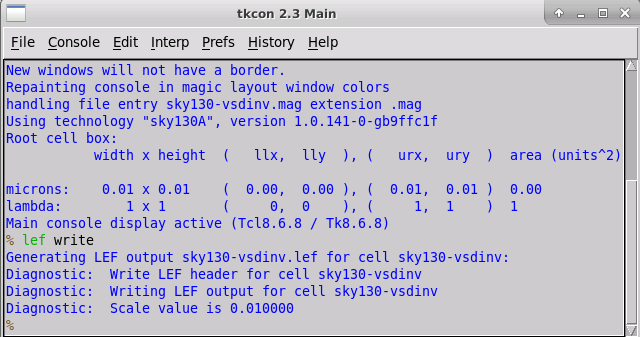 tkcon 2.3 Main
File Console Edit Interp Prefs History Help
New windows will not have a border.
Repainting console in magic layout window colors
handling file entry sky130-vsdinv.mag extension .mag
Using technology "sky130A", version 1.0.141-0-gb9ffc1f
Root cell box:
           width x height  (   llx,  lly  ), (   urx,  ury  )  area (units^2)
microns:    0.01 x 0.01    (  0.00,  0.00 ), (  0.01,  0.01 )  0.00
lambda:        1 x 1       (     0,  0    ), (     1,  1    )  1
Main console display active (Tcl8.6.8 / Tk8.6.8)
% lef write
Generating LEF output sky130-vsdinv.lef for cell sky130-vsdinv:
Diagnostic:  Write LEF header for cell sky130-vsdinv
Diagnostic:  Writing LEF output for cell sky130-vsdinv
Diagnostic:  Scale value is 0.010000
%